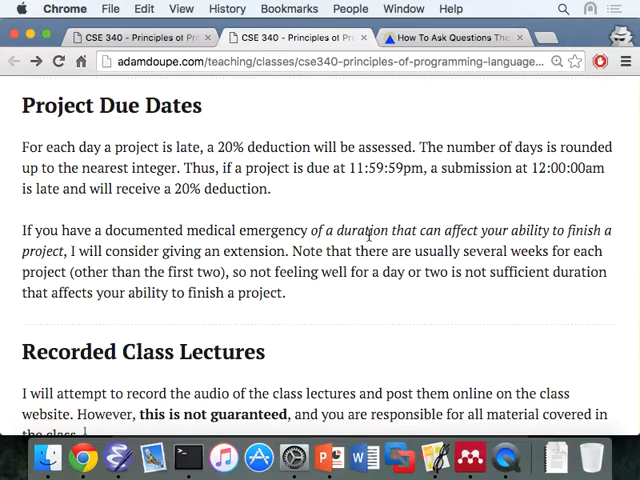 Chrome File Edit View History Bookmarks People Window Help
CSE 340 - Principles of Pr
CSE 340 - Principles of Pr
How To Ask Questions The
adamdoupe.com/teaching/classes/cse340-principles-of-programming-language…
Project Due Dates
For each day a project is late, a 20% deduction will be assessed. The number of days is rounded
up to the nearest integer. Thus, if a project is due at 11:59:59pm, a submission at 12:00:00am
is late and will receive a 20% deduction.
If you have a documented medical emergency of a duration that can affect your ability to finish a
project, I will consider giving an extension. Note that there are usually several weeks for each
project (other than the first two), so not feeling well for a day or two is not sufficient duration
that affects your ability to finish a project.
Recorded Class Lectures
I will attempt to record the audio of the class lectures and post them online on the class
website. However, this is not guaranteed, and you are responsible for all material covered in
the class. 1